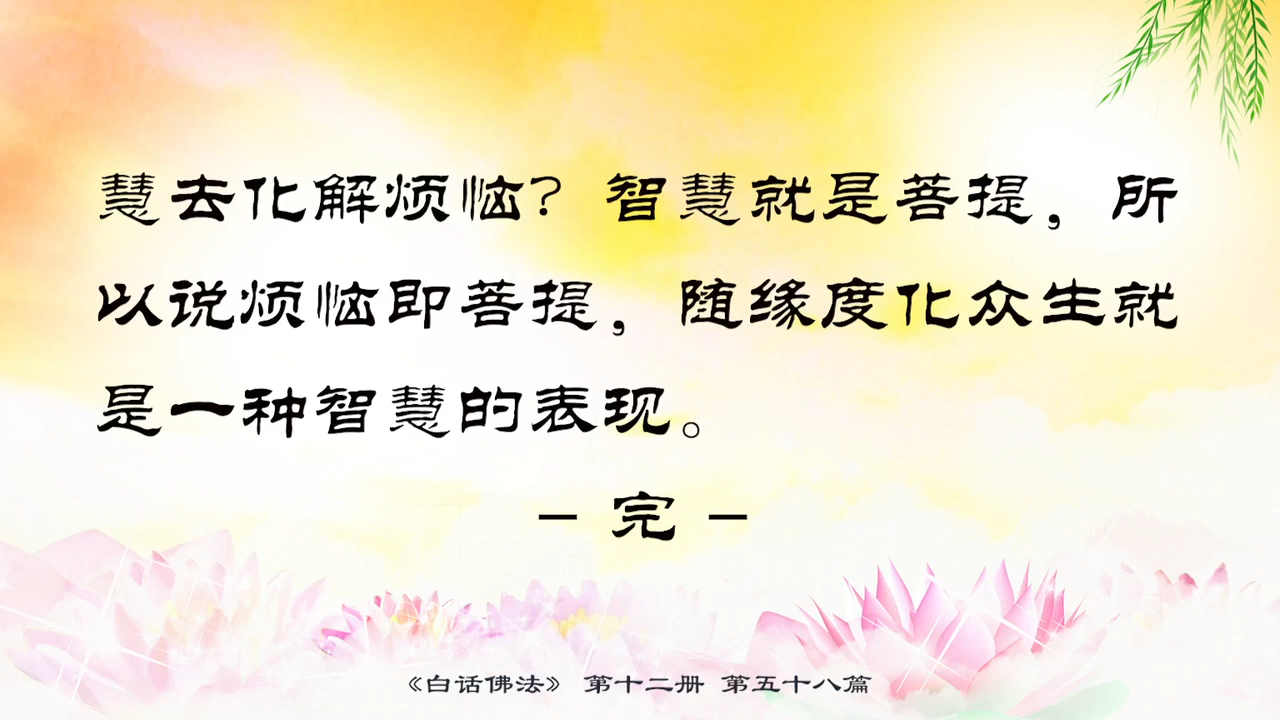 慧去化解烦恼？智慧就是菩提，所
以说烦恼即菩提，随缘度化众生就
是一种智慧的表现。
－ 完 －
《白话佛法》 第十二册 第五十八篇